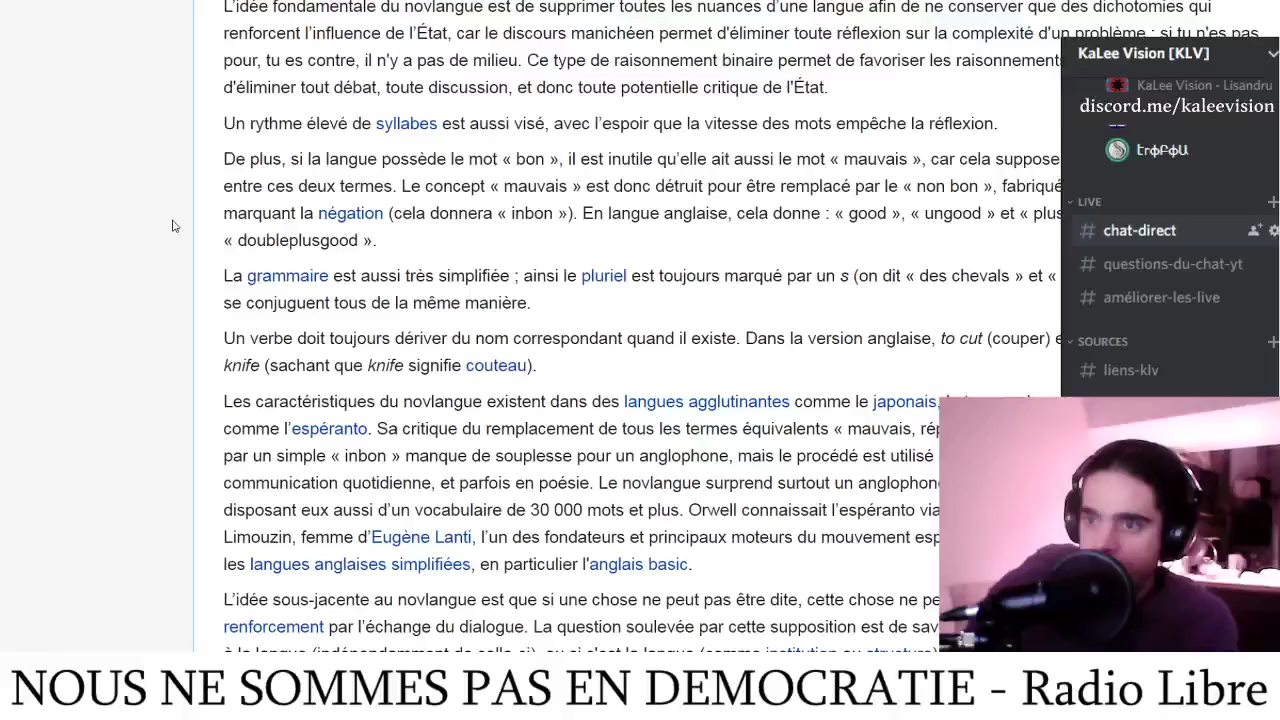 L'idée fondamentale du novlangue est de supprimer toutes les nuances d'une langue afin de ne conserver que des dichotomies qui
renforcent l'influence de l'État, car le discours manichéen permet d'éliminer toute réflexion sur la complexité d'un problème : si tu n'es pas
pour, tu es contre, il n'y a pas de milieu. Ce type de raisonnement binaire permet de favoriser les raisonnements
d'éliminer tout débat, toute discussion, et donc toute potentielle critique de l'État.
Un rythme élevé de syllabes est aussi visé, avec l'espoir que la vitesse des mots empêche la réflexion.
De plus, si la langue possède le mot « bon », il est inutile qu'elle ait aussi le mot « mauvais », car cela suppose
entre ces deux termes. Le concept « mauvais » est donc détruit pour être remplacé par le « non bon », fabriqué
marquant la négation (cela donnera « inbon »). En langue anglaise, cela donne : « good », « ungood » et « plus
« doubleplusgood ».
La grammaire est aussi très simplifiée ; ainsi le pluriel est toujours marqué par un s (on dit « des chevals » et «
se conjuguent tous de la même manière.
Un verbe doit toujours dériver du nom correspondant quand il existe. Dans la version anglaise, to cut (couper)
knife (sachant que knife signifie couteau).
Les caractéristiques du novlangue existent dans des langues agglutinantes comme le japonais,
comme l'espéranto. Sa critique du remplacement de tous les termes équivalents « mauvais,
par un simple « inbon » manque de souplesse pour un anglophone, mais le procédé est utilisé
communication quotidienne, et parfois en poésie. Le novlangue surprend surtout un anglophone
disposant eux aussi d'un vocabulaire de 30 000 mots et plus. Orwell connaissait l'espéranto via
Limouzin, femme d'Eugène Lanti, l'un des fondateurs et principaux moteurs du mouvement esp
les langues anglaises simplifiées, en particulier l'anglais basic.
L'idée sous-jacente au novlangue est que si une chose ne peut pas être dite, cette chose ne
renforcement par l'échange du dialogue. La question soulevée par cette supposition est de
KaLee Vision [KLV]
KaLee Vision - Lisandru
discord.me/kaleevision
LIVE
# chat-direct
# questions-du-chat-yt
# améliorer-les-live
SOURCES
# liens-klv
NOUS NE SOMMES PAS EN DEMOCRATIE - Radio Libre